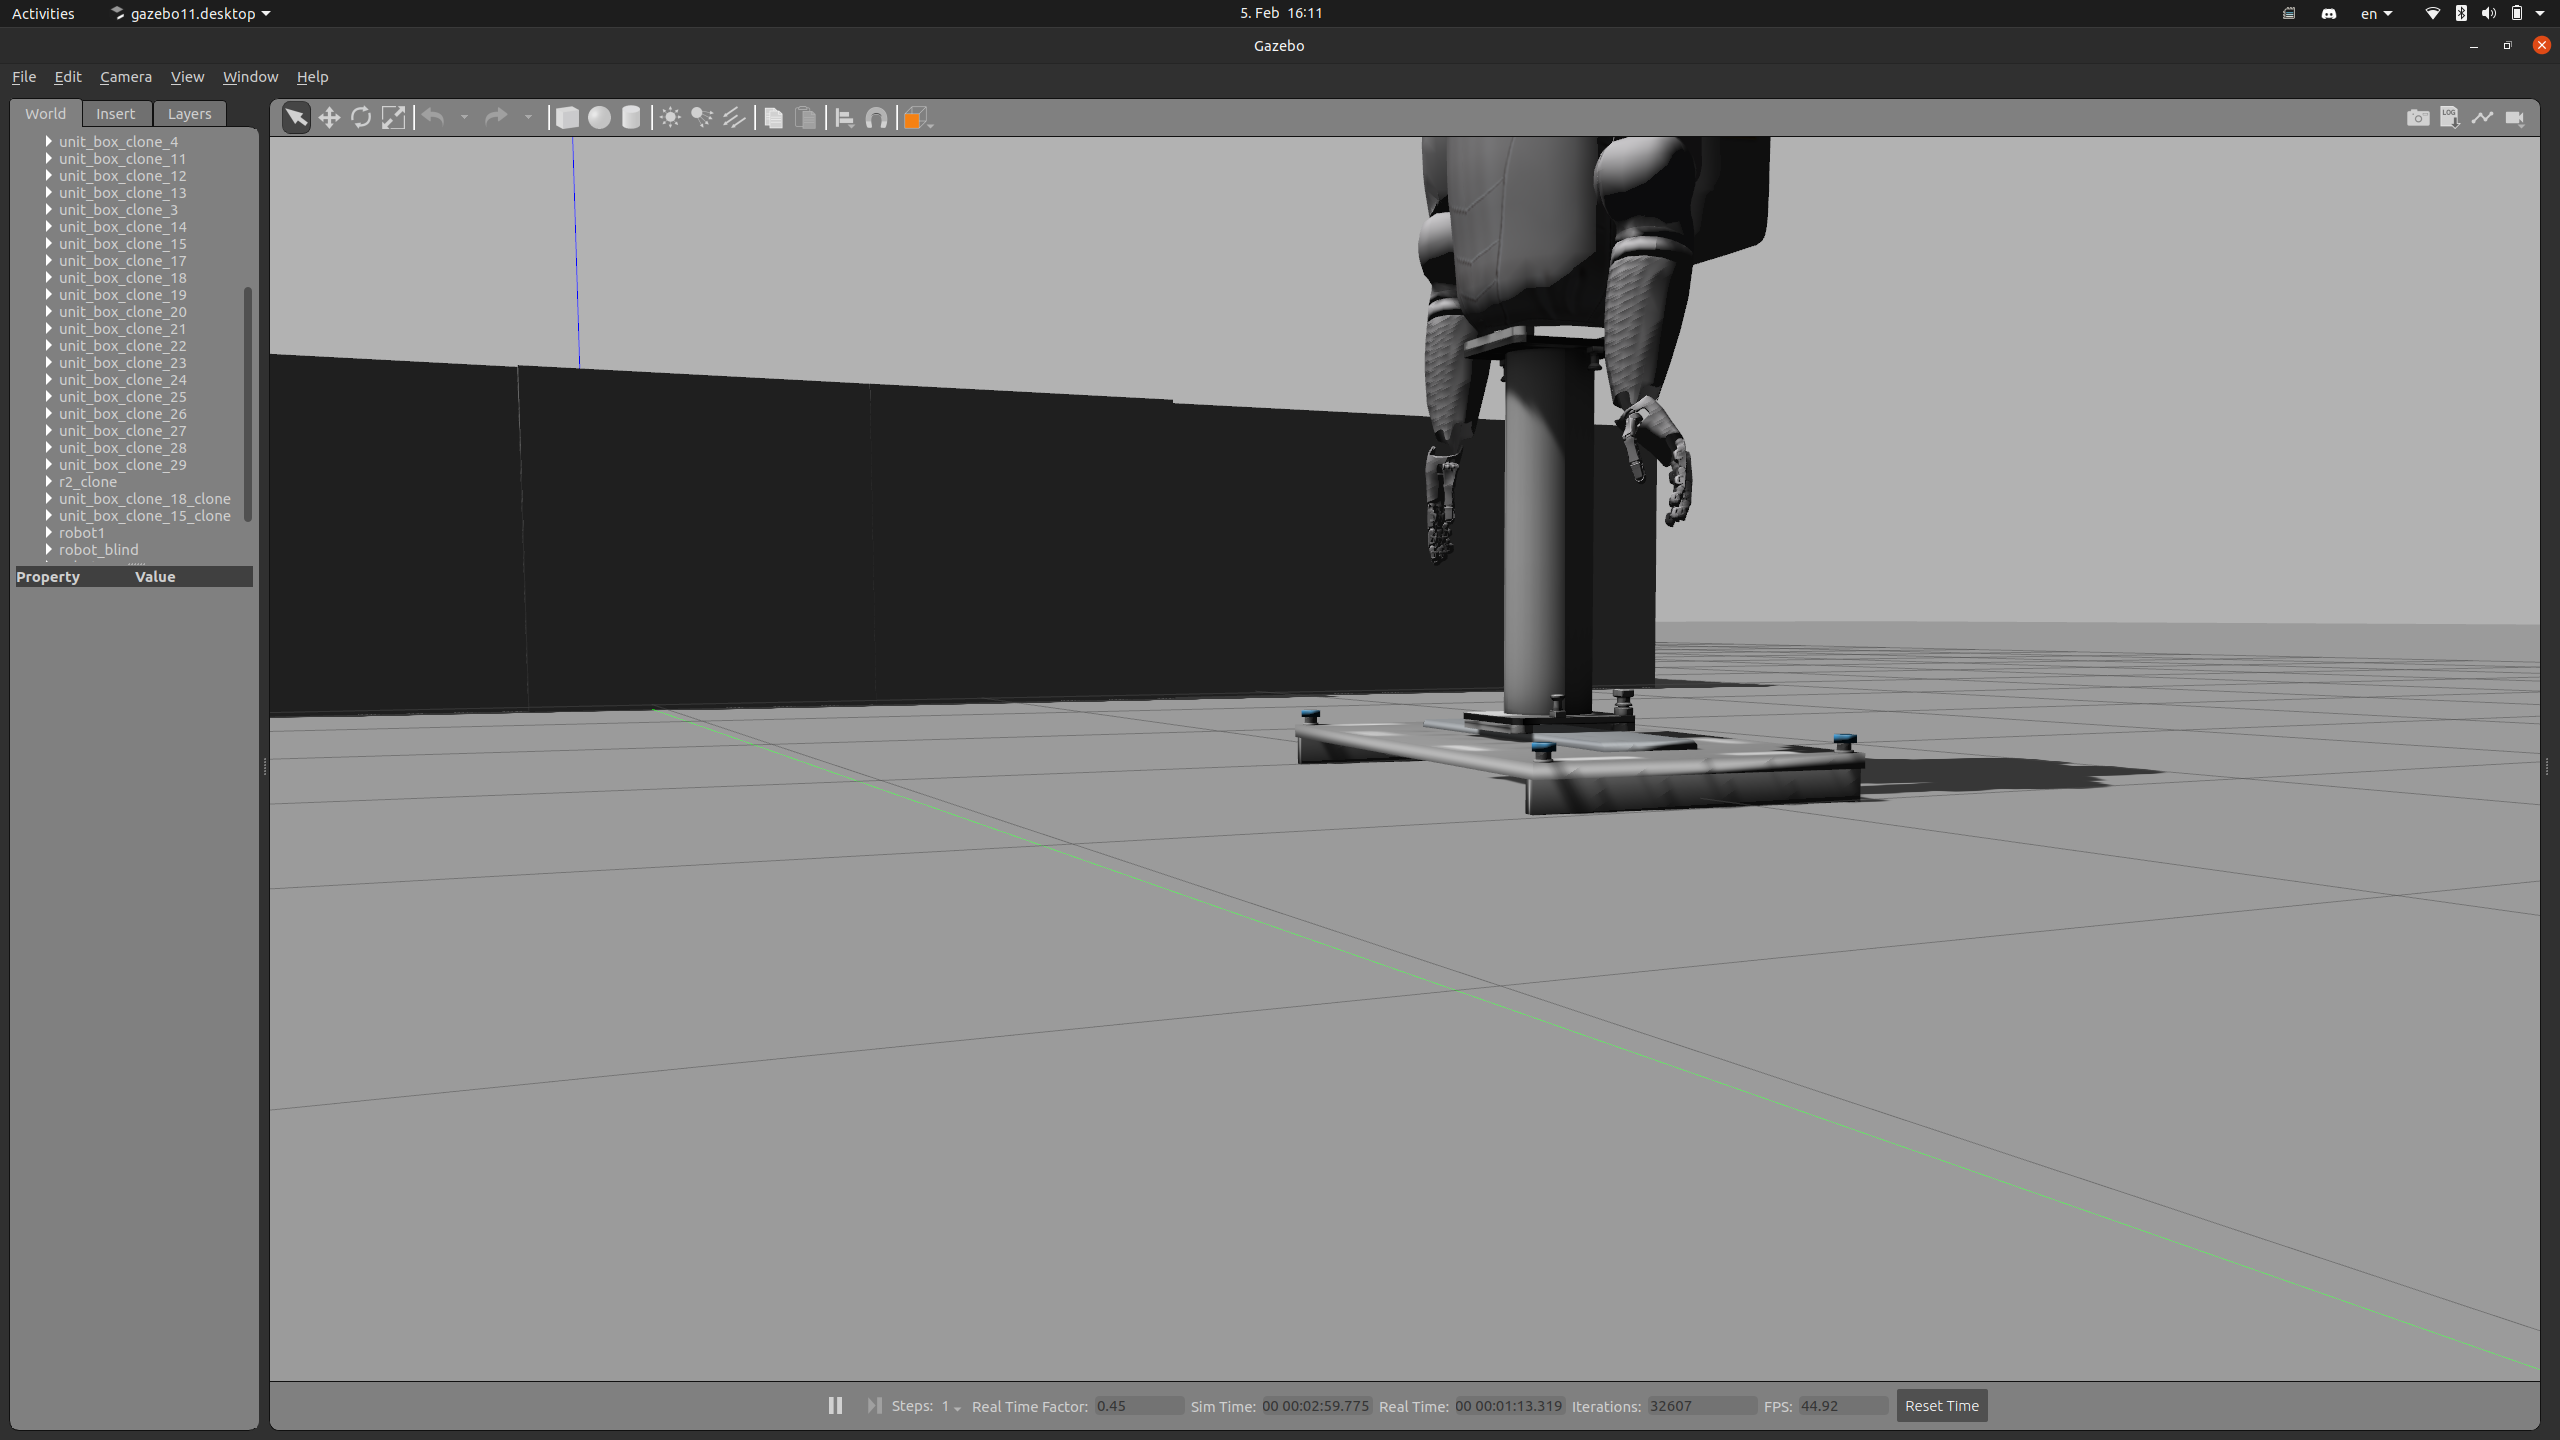 Activities gazebo11.desktop 5. Feb 16:11 en
Gazebo
File Edit Camera View Window Help
World Insert Layers
LOG
unit_box_clone_4
unit_box_clone_11
unit_box_clone_12
unit_box_clone_13
unit_box_clone_3
unit_box_clone_14
unit_box_clone_15
unit_box_clone_17
unit_box_clone_18
unit_box_clone_19
unit_box_clone_20
unit_box_clone_21
unit_box_clone_22
unit_box_clone_23
unit_box_clone_24
unit_box_clone_25
unit_box_clone_26
unit_box_clone_27
unit_box_clone_28
unit_box_clone_29
r2_clone
unit_box_clone_18_clone
unit_box_clone_15_clone
robot1
robot_blind
Property Value
Steps: 1 Real Time Factor: 0.45 Sim Time: 00 00:02:59.775 Real Time: 00 00:01:13.319 Iterations: 32607 FPS: 44.92 Reset Time